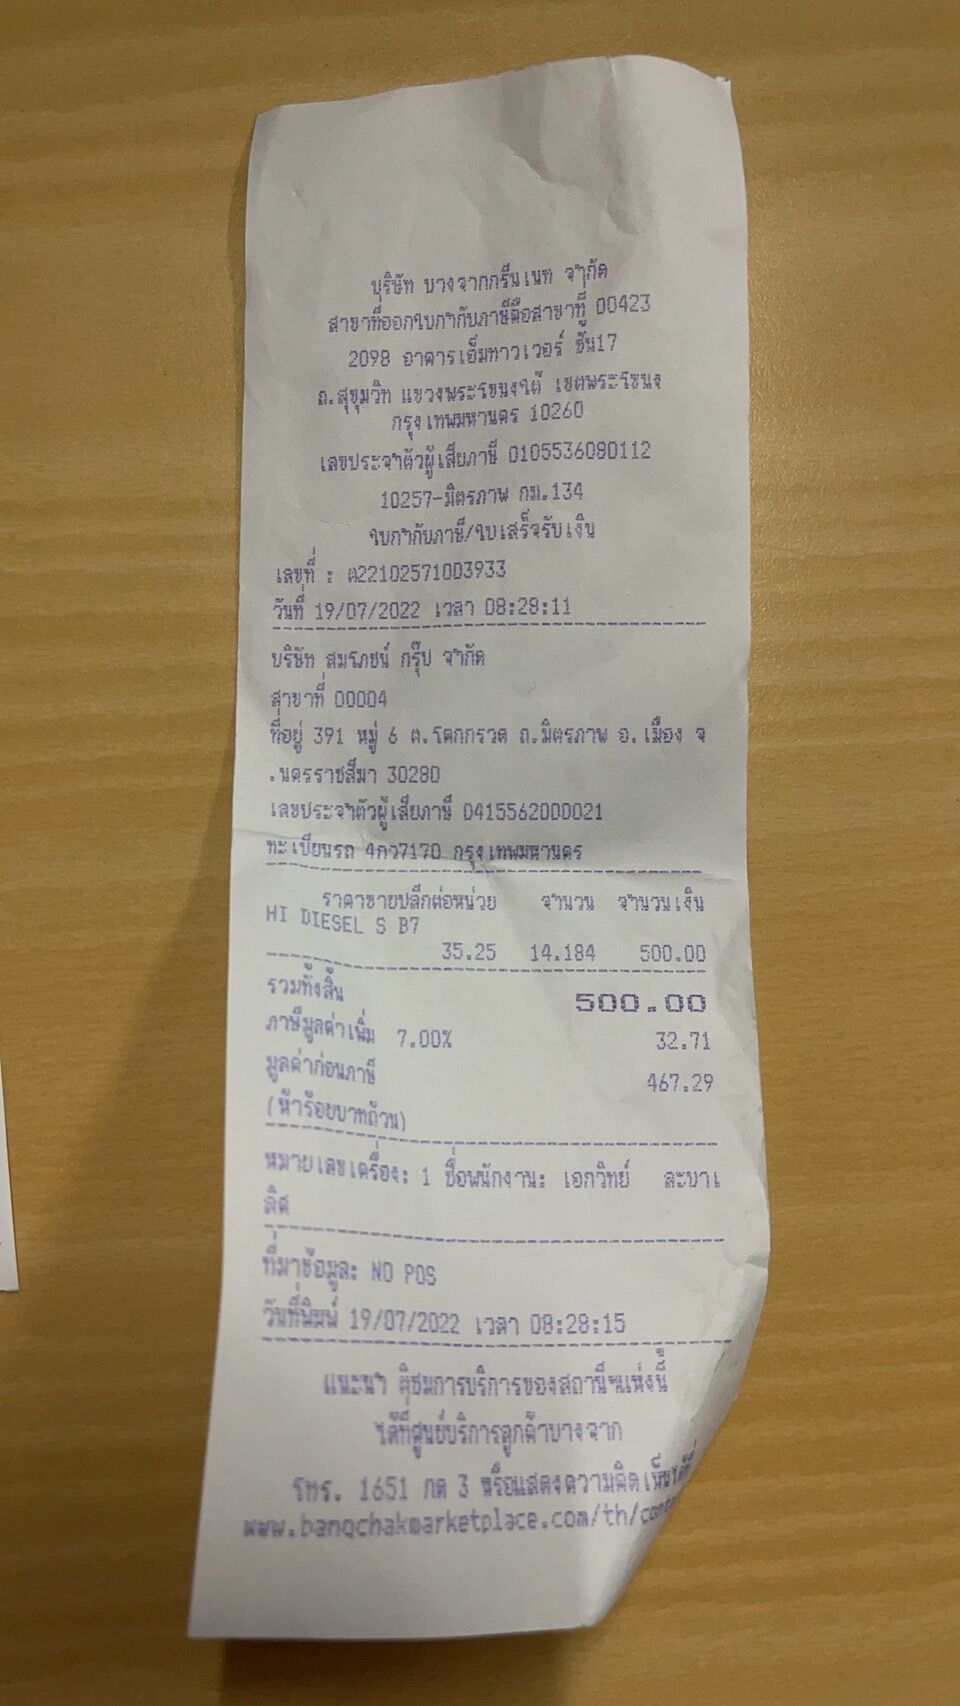 บริษัท บางจากกรีนเนท จำกัด
สาขาที่ออกใบกำกับภาษีคือสาขาที่ 00423
2098 อาคารเอ็มทาวเวอร์ ชั้น17
ถ.สุขุมวิท แขวงพระโขนงใต้ เขตพระโขนง
กรุงเทพมหานคร 10260
เลขประจำตัวผู้เสียภาษี 0105536080112
10257-มิตรภาพ กม.134
ใบกำกับภาษี/ใบเสร็จรับเงิน
เลขที่ : ต22102571003933
วันที่ 19/07/2022 เวลา 08:28:11
บริษัท สมโภชน์ กรุ๊ป จำกัด
สาขาที่ 00004
ที่อยู่ 391 หมู่ 6 ต.โคกกรวด ถ.มิตรภาพ อ.เมือง จ
.นครราชสีมา 30280
เลขประจำตัวผู้เสียภาษี 0415562000021
ทะเบียนรถ 4กว7170 กรุงเทพมหานคร
ราคาขายปลีกต่อหน่วย จำนวน จำนวนเงิน
HI DIESEL S B7
35.25 14.184 500.00
รวมทั้งสิ้น 500.00
ภาษีมูลค่าเพิ่ม 7.00% 32.71
มูลค่าก่อนภาษี 467.29
(ห้าร้อยบาทถ้วน)
หมายเลขเครื่อง: 1 ชื่อพนักงาน: เอกวิทย์ ละบาเ
ลิศ
ที่มาข้อมูล: NO POS
วันที่พิมพ์ 19/07/2022 เวลา 08:28:15
แนะนำ ติชมการบริการของสถานีฯแห่งนี้
ได้ที่ศูนย์บริการลูกค้าบางจาก
โทร. 1651 กด 3 หรือแสดงความคิดเห็นได้ที่
www.bangchakmarketplace.com/th/conta